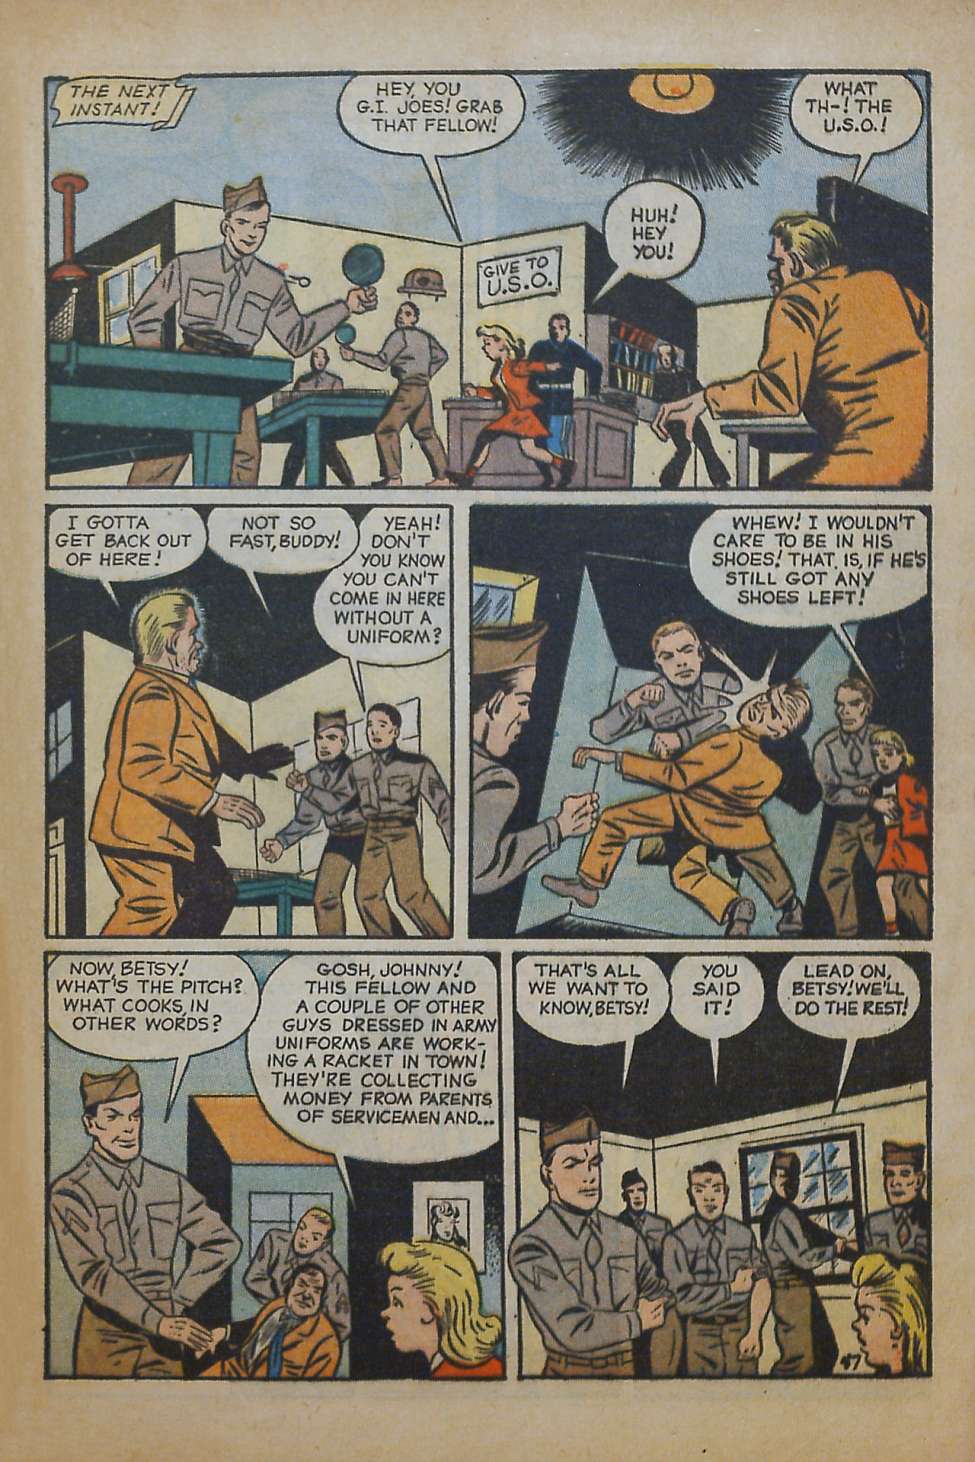 THE NEXT
INSTANT!
HEY, YOU
G.I. JOES! GRAB
THAT FELLOW!
HUH!
HEY
YOU!
WHAT
TH-! THE
U.S.O.!
GIVE TO
U.S.O.
I GOTTA
GET BACK OUT
OF HERE!
NOT SO
FAST, BUDDY!
YEAH!
DON'T
YOU KNOW
YOU CAN'T
COME IN HERE
WITHOUT A
UNIFORM?
WHEW! I WOULDN'T
CARE TO BE IN HIS
SHOES! THAT, IS, IF HE'S
STILL GOT ANY
SHOES LEFT!
NOW, BETSY!
WHAT'S THE PITCH?
WHAT COOKS, IN
OTHER WORDS?
GOSH, JOHNNY!
THIS FELLOW AND
A COUPLE OF OTHER
GUYS DRESSED IN ARMY
UNIFORMS ARE WORK-
ING A RACKET IN TOWN!
THEY'RE COLLECTING
MONEY FROM PARENTS
OF SERVICEMEN AND...
THAT'S ALL
WE WANT TO
KNOW, BETSY!
YOU
SAID
IT!
LEAD ON,
BETSY! WE'LL
DO THE REST!
47